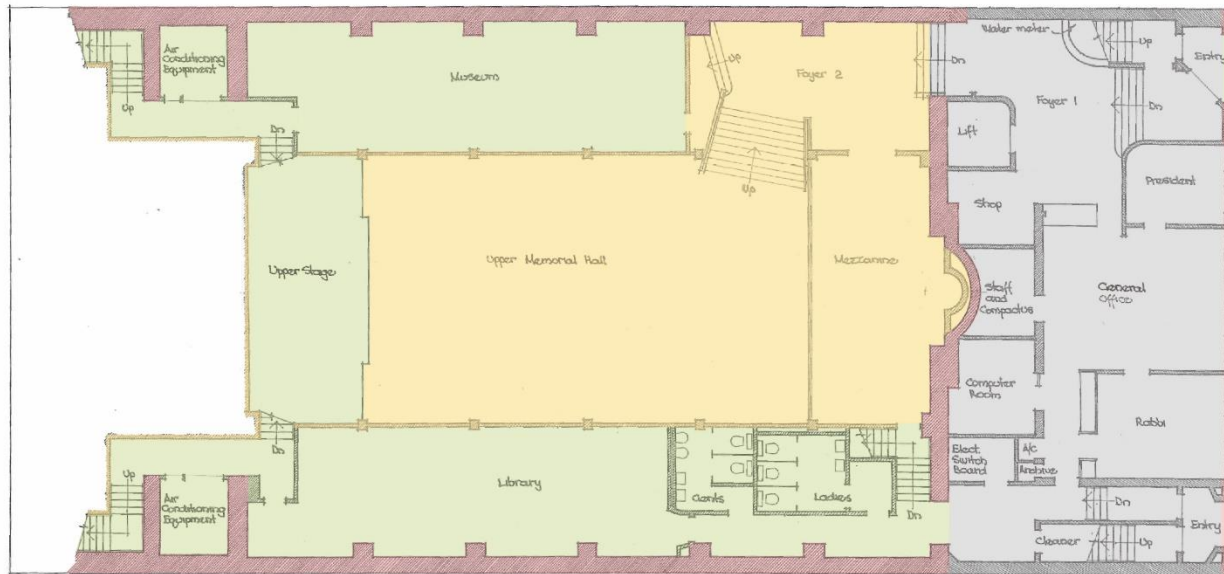 Air
Conditioning
Equipment
Up
Dn
Museum
Up
Foyer 2
Up
Dn
Water meter
Up
Entry
Foyer 1
Dn
Lift
President
Shop
Upper Stage
Upper Memorial Hall
Mezzanine
Staff
and
Compactus
General
Office
Computer
Room
Rabbi
Dn
Up
Air
Conditioning
Equipment
Library
Gents
Ladies
Dn
Elect.
Switch
Board
A/C
Archive
Dn
Cleaner
Up
Entry